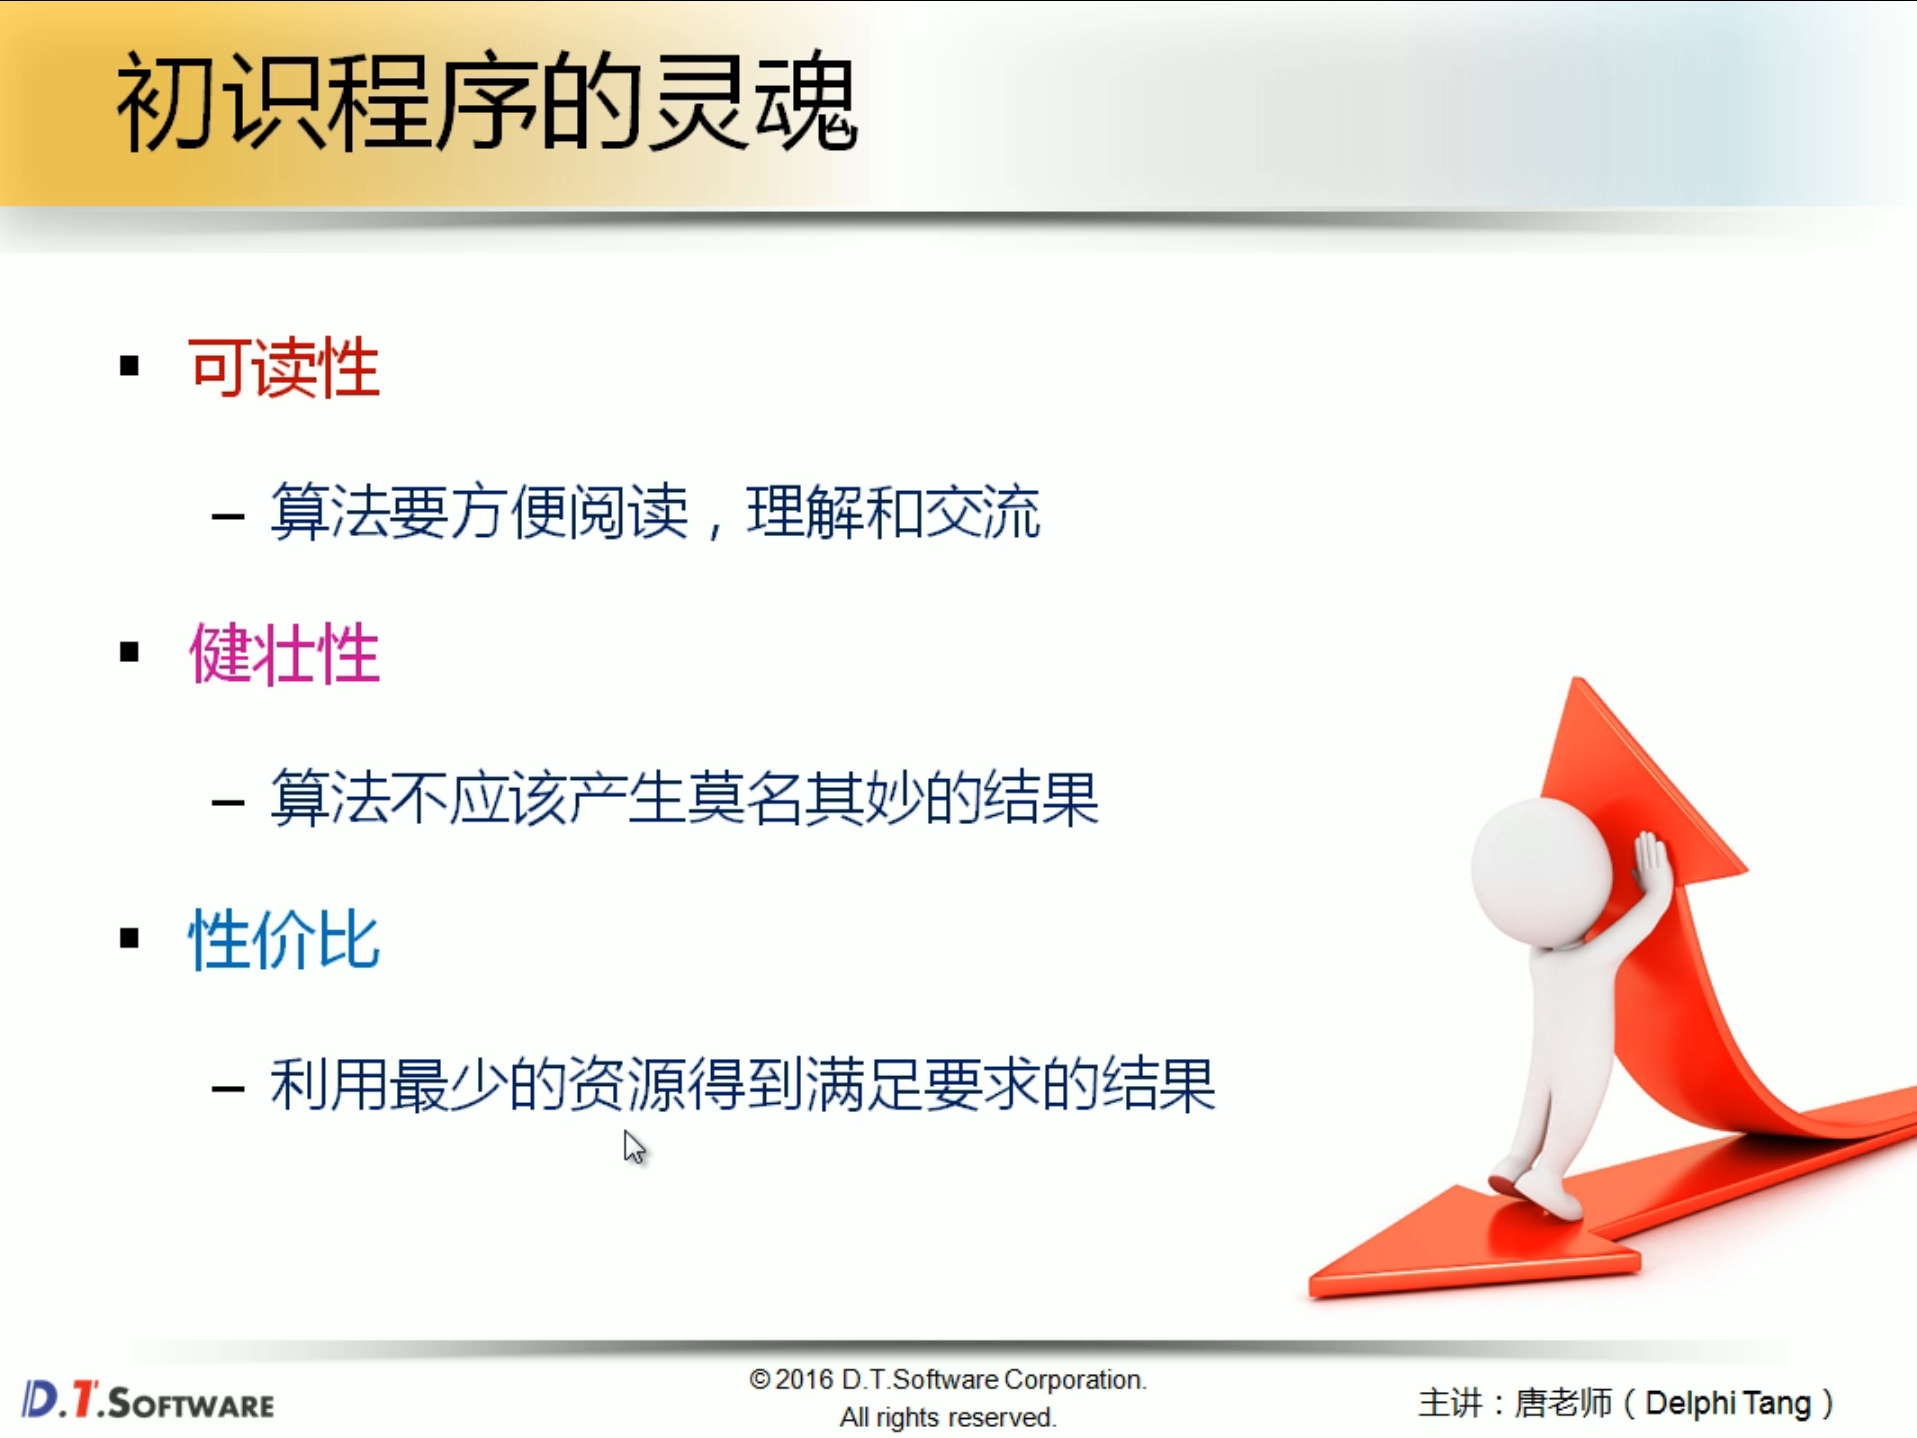 初识程序的灵魂
▪ 可读性
– 算法要方便阅读，理解和交流
▪ 健壮性
– 算法不应该产生莫名其妙的结果
▪ 性价比
– 利用最少的资源得到满足要求的结果
D.T.SOFTWARE
© 2016 D.T.Software Corporation.
All rights reserved.
主讲：唐老师（Delphi Tang）